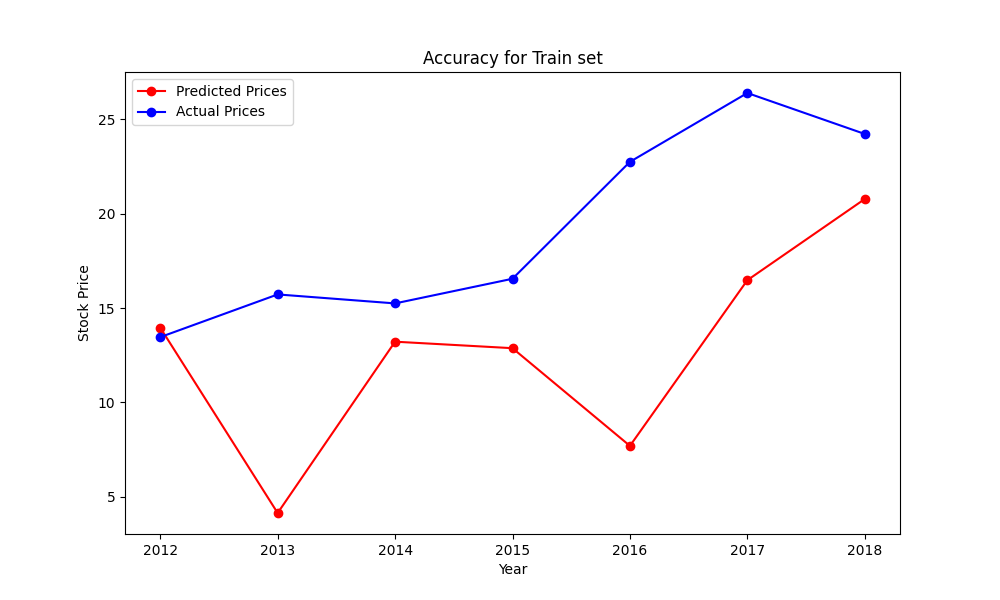 Accuracy for Train set
Predicted Prices
Actual Prices
Stock Price
25
20
15
10
5
2012 2013 2014 2015 2016 2017 2018
Year